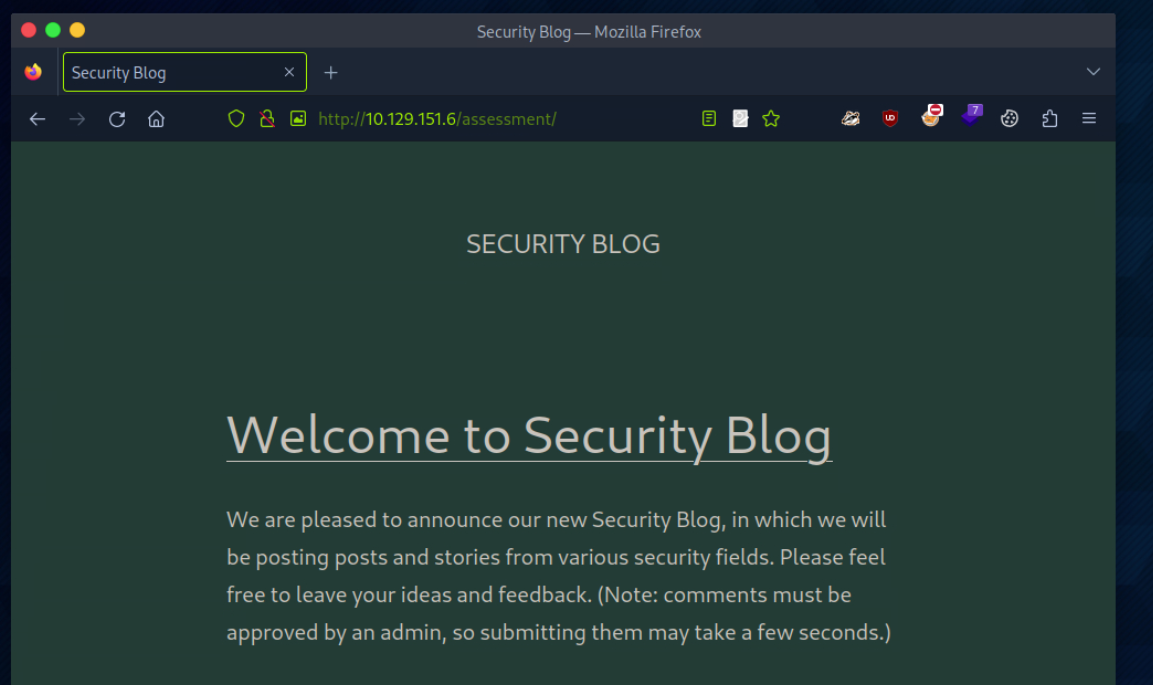 Security Blog — Mozilla Firefox
Security Blog
http://10.129.151.6/assessment/
7
SECURITY BLOG
Welcome to Security Blog
We are pleased to announce our new Security Blog, in which we will
be posting posts and stories from various security fields. Please feel
free to leave your ideas and feedback. (Note: comments must be
approved by an admin, so submitting them may take a few seconds.)